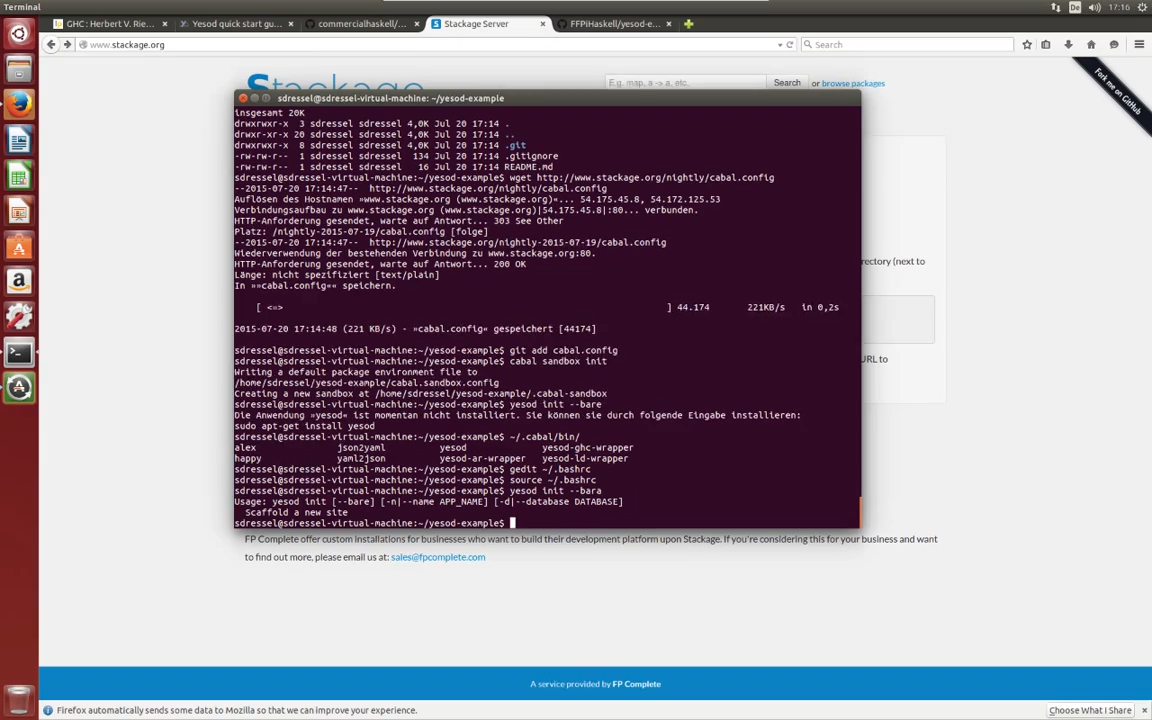 Terminal
De
17:16
GHC : Herbert V. Rie...
Yesod quick start gu...
commercialhaskell/...
Stackage Server
FFPiHaskell/yesod-e...
www.stackage.org
Search
Stackage
E.g. map, a -> a, etc.
Search
or browse packages
Fork me on GitHub
sdressel@sdressel-virtual-machine: ~/yesod-example
insgesamt 20K
drwxrwxr-x  3 sdressel sdressel 4,0K Jul 20 17:14 .
drwxr-xr-x 20 sdressel sdressel 4,0K Jul 20 17:14 ..
drwxrwxr-x  8 sdressel sdressel 4,0K Jul 20 17:14 .git
-rw-rw-r--  1 sdressel sdressel  134 Jul 20 17:14 .gitignore
-rw-rw-r--  1 sdressel sdressel   16 Jul 20 17:14 README.md
sdressel@sdressel-virtual-machine:~/yesod-example$ wget http://www.stackage.org/nightly/cabal.config
--2015-07-20 17:14:47--  http://www.stackage.org/nightly/cabal.config
Auflösen des Hostnamen »www.stackage.org (www.stackage.org)«... 54.175.45.8, 54.172.125.53
Verbindungsaufbau zu www.stackage.org (www.stackage.org)|54.175.45.8|:80... verbunden.
HTTP-Anforderung gesendet, warte auf Antwort... 303 See Other
Platz: /nightly-2015-07-19/cabal.config [folge]
--2015-07-20 17:14:47--  http://www.stackage.org/nightly-2015-07-19/cabal.config
Wiederverwendung der bestehenden Verbindung zu www.stackage.org:80.
HTTP-Anforderung gesendet, warte auf Antwort... 200 OK
Länge: nicht spezifiziert [text/plain]
In »»cabal.config«« speichern.
[ <=> ] 44.174 221KB/s in 0,2s
2015-07-20 17:14:48 (221 KB/s) - »cabal.config« gespeichert [44174]
sdressel@sdressel-virtual-machine:~/yesod-example$ git add cabal.config
sdressel@sdressel-virtual-machine:~/yesod-example$ cabal sandbox init
Writing a default package environment file to
/home/sdressel/yesod-example/cabal.sandbox.config
Creating a new sandbox at /home/sdressel/yesod-example/.cabal-sandbox
sdressel@sdressel-virtual-machine:~/yesod-example$ yesod init --bare
Die Anwendung »yesod« ist momentan nicht installiert. Sie können sie durch folgende Eingabe installieren:
sudo apt-get install yesod
sdressel@sdressel-virtual-machine:~/yesod-example$ ~/.cabal/bin/
alex json2yaml yesod yesod-ghc-wrapper
happy yaml2json yesod-ar-wrapper yesod-ld-wrapper
sdressel@sdressel-virtual-machine:~/yesod-example$ gedit ~/.bashrc
sdressel@sdressel-virtual-machine:~/yesod-example$ source ~/.bashrc
sdressel@sdressel-virtual-machine:~/yesod-example$ yesod init --bara
Usage: yesod init [--bare] [-n|--name APP_NAME] [-d|--database DATABASE]
Scaffold a new site
sdressel@sdressel-virtual-machine:~/yesod-example$
irectory (next to
URL to
FP Complete offer custom installations for businesses who want to build their development platform upon Stackage. If you're considering this for your business and want
to find out more, please email us at: sales@fpcomplete.com
A service provided by FP Complete
Firefox automatically sends some data to Mozilla so that we can improve your experience.
Choose What I Share